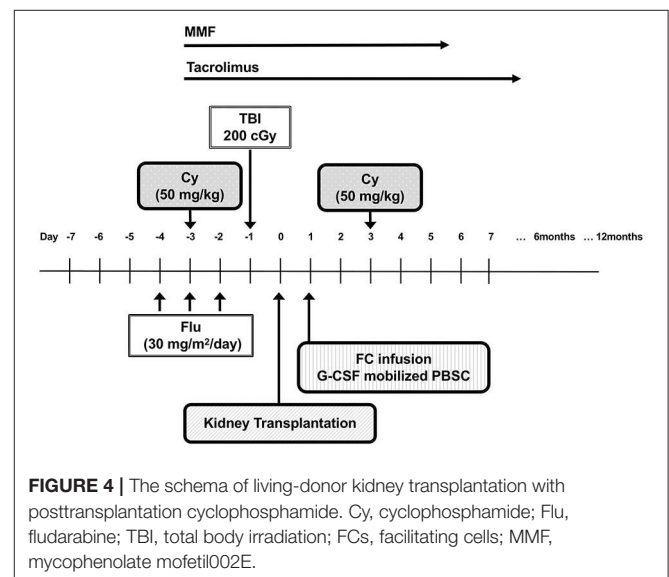 MMF
Tacrolimus
TBI
200 cGy
Cy
(50 mg/kg)
Cy
(50 mg/kg)
Day -7 -6 -5 -4 -3 -2 -1 0 1 2 3 4 5 6 7 ... 6months ... 12months
Flu
(30 mg/m²/day)
FC infusion
G-CSF mobilized PBSC
Kidney Transplantation
FIGURE 4 | The schema of living-donor kidney transplantation with
posttransplantation cyclophosphamide. Cy, cyclophosphamide; Flu,
fludarabine; TBI, total body irradiation; FCs, facilitating cells; MMF,
mycophenolate mofetil002E.